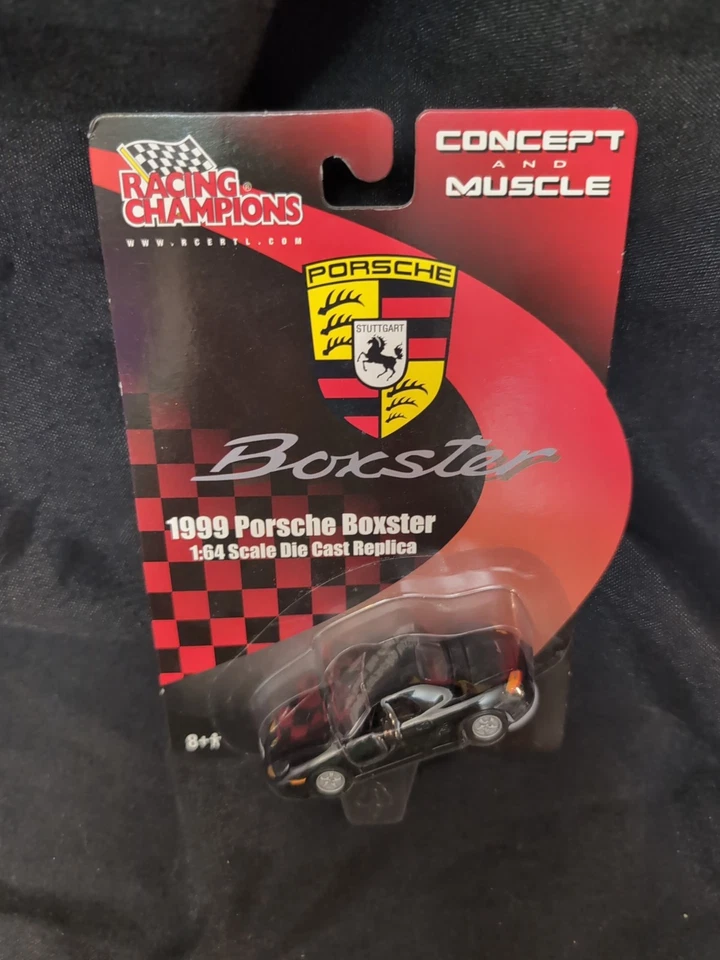 RACING®
CHAMPIONS
WWW.RCERTL.COM
CONCEPT
AND
MUSCLE
PORSCHE
STUTTGART
Boxster
1999 Porsche Boxster
1:64 Scale Die Cast Replica
8+